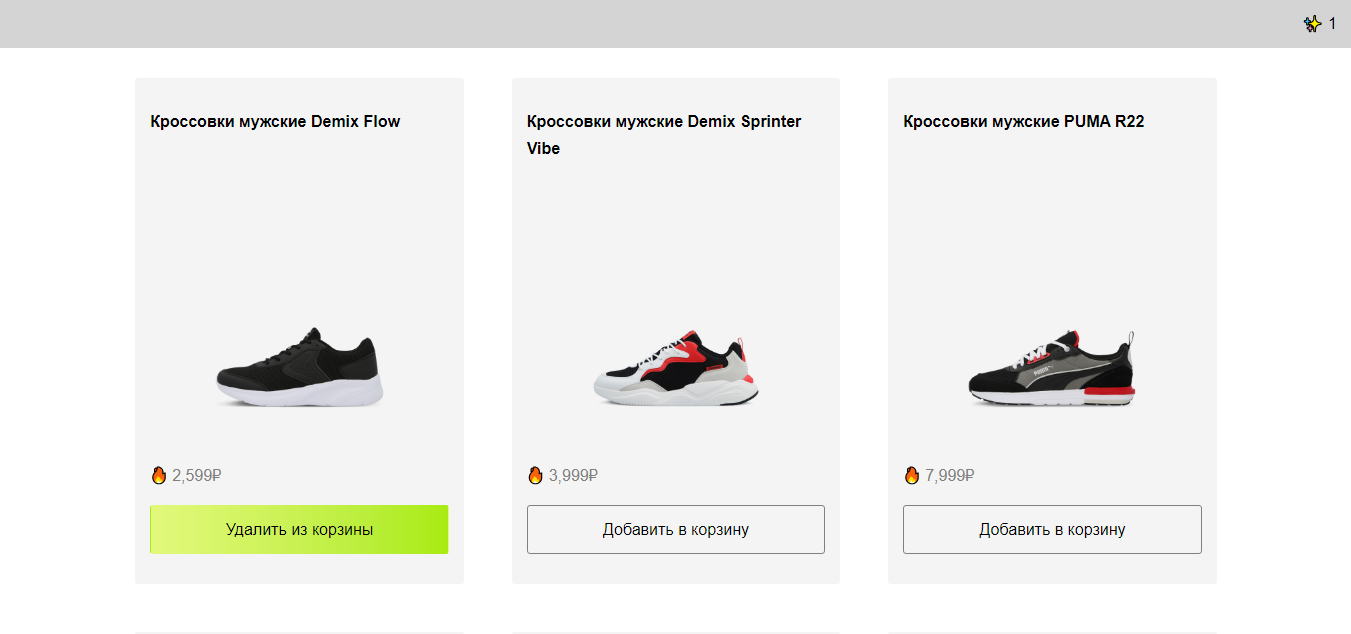 1
Кроссовки мужские Demix Flow
2,599₽
Удалить из корзины
Кроссовки мужские Demix Sprinter
Vibe
3,999₽
Добавить в корзину
Кроссовки мужские PUMA R22
PUMA
7,999₽
Добавить в корзину